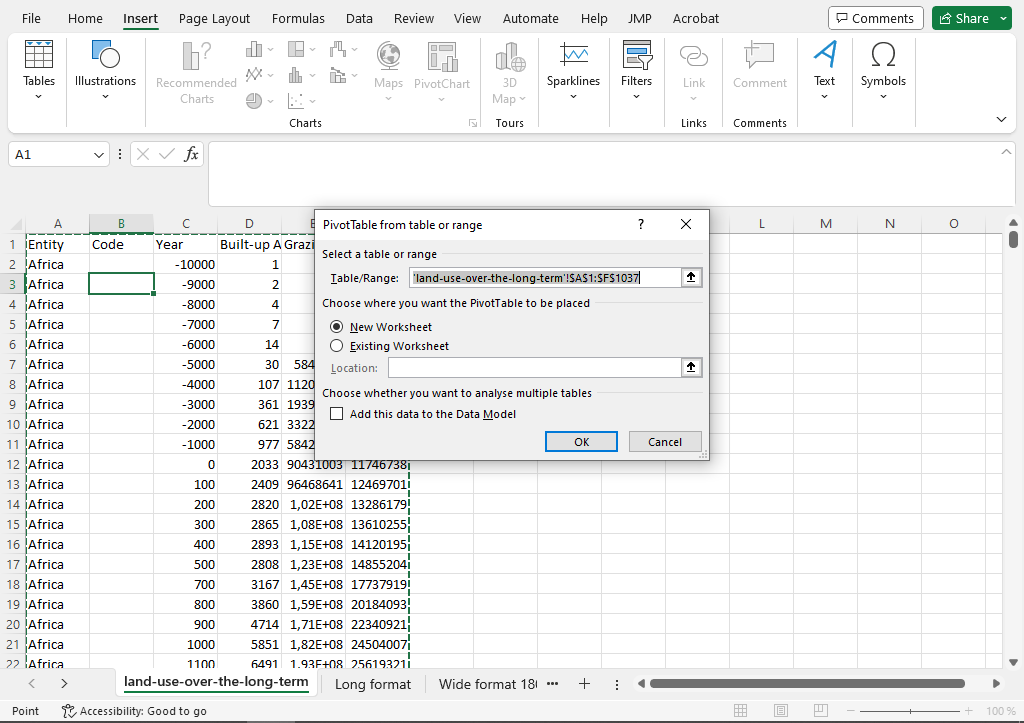 File Home Insert Page Layout Formulas Data Review View Automate Help JMP Acrobat Comments Share
Tables Illustrations Recommended Charts Maps PivotChart 3D Map Sparklines Filters Link Comment Text Symbols
Charts Tours Links Comments
A1 fx
A B C D E L M N O
1 Entity Code Year Built-up A Grazi
2 Africa -10000 1
3 Africa -9000 2
4 Africa -8000 4
5 Africa -7000 7
6 Africa -6000 14
7 Africa -5000 30 584
8 Africa -4000 107 1120
9 Africa -3000 361 1939
10 Africa -2000 621 3322
11 Africa -1000 977 5842
12 Africa 0 2033 90431003 11746738
13 Africa 100 2409 96468641 12469701
14 Africa 200 2820 1,02E+08 13286179
15 Africa 300 2865 1,08E+08 13610255
16 Africa 400 2893 1,15E+08 14120195
17 Africa 500 2808 1,23E+08 14855204
18 Africa 700 3167 1,45E+08 17737919
19 Africa 800 3860 1,59E+08 20184093
20 Africa 900 4714 1,71E+08 22340921
21 Africa 1000 5851 1,82E+08 24504007
22 Africa 1100 6491 1,93E+08 25619321
PivotTable from table or range ?
Select a table or range
Table/Range: 'land-use-over-the-long-term'!$A$1:$F$1037
Choose where you want the PivotTable to be placed
New Worksheet
Existing Worksheet
Location:
Choose whether you want to analyse multiple tables
Add this data to the Data Model
OK Cancel
land-use-over-the-long-term Long format Wide format 180 •••
Point Accessibility: Good to go 100 %